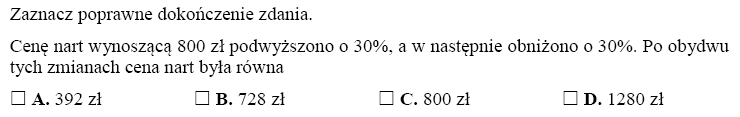 Zaznacz poprawne dokończenie zdania.
Cenę nart wynoszącą 800 zł podwyższono o 30%, a w następnie obniżono o 30%. Po obydwu
tych zmianach cena nart była równa
☐ A. 392 zł ☐ B. 728 zł ☐ C. 800 zł ☐ D. 1280 zł